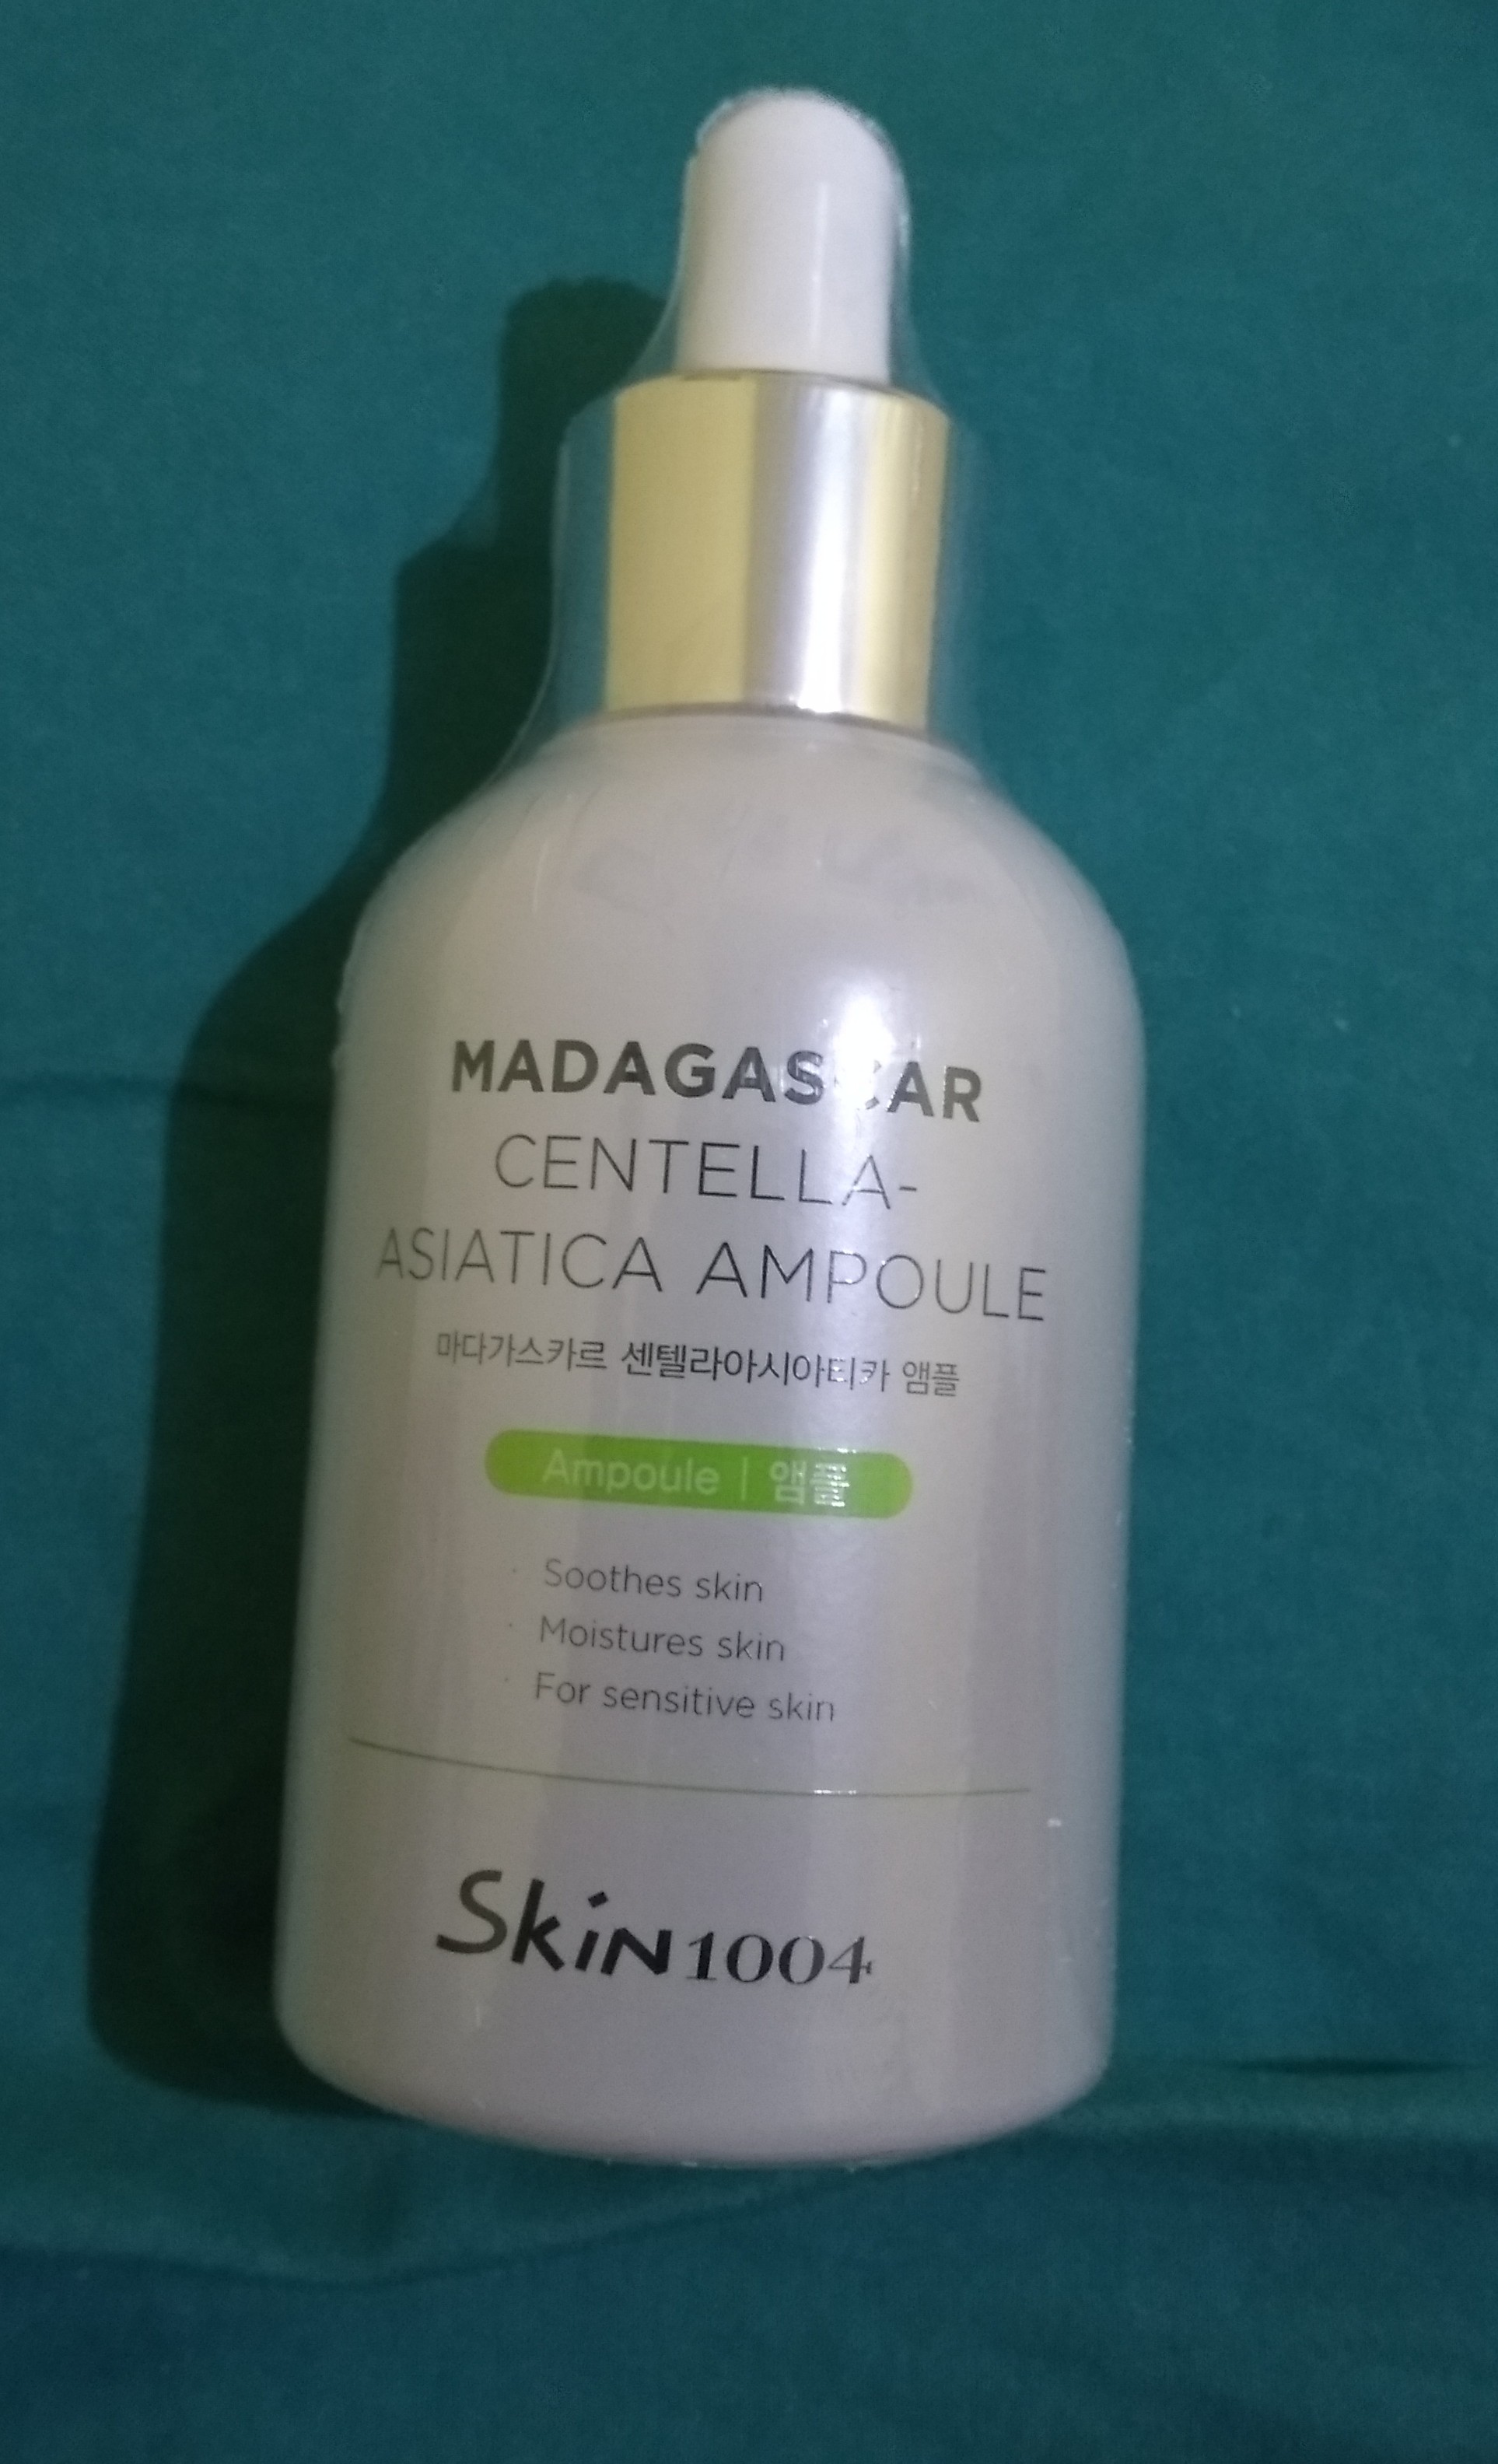 MADAGASCAR
CENTELLA-
ASIATICA AMPOULE
마다가스카르 센텔라아시아티카 앰플
Ampoule | 앰플
· Soothes skin
· Moistures skin
· For sensitive skin
Skin1004